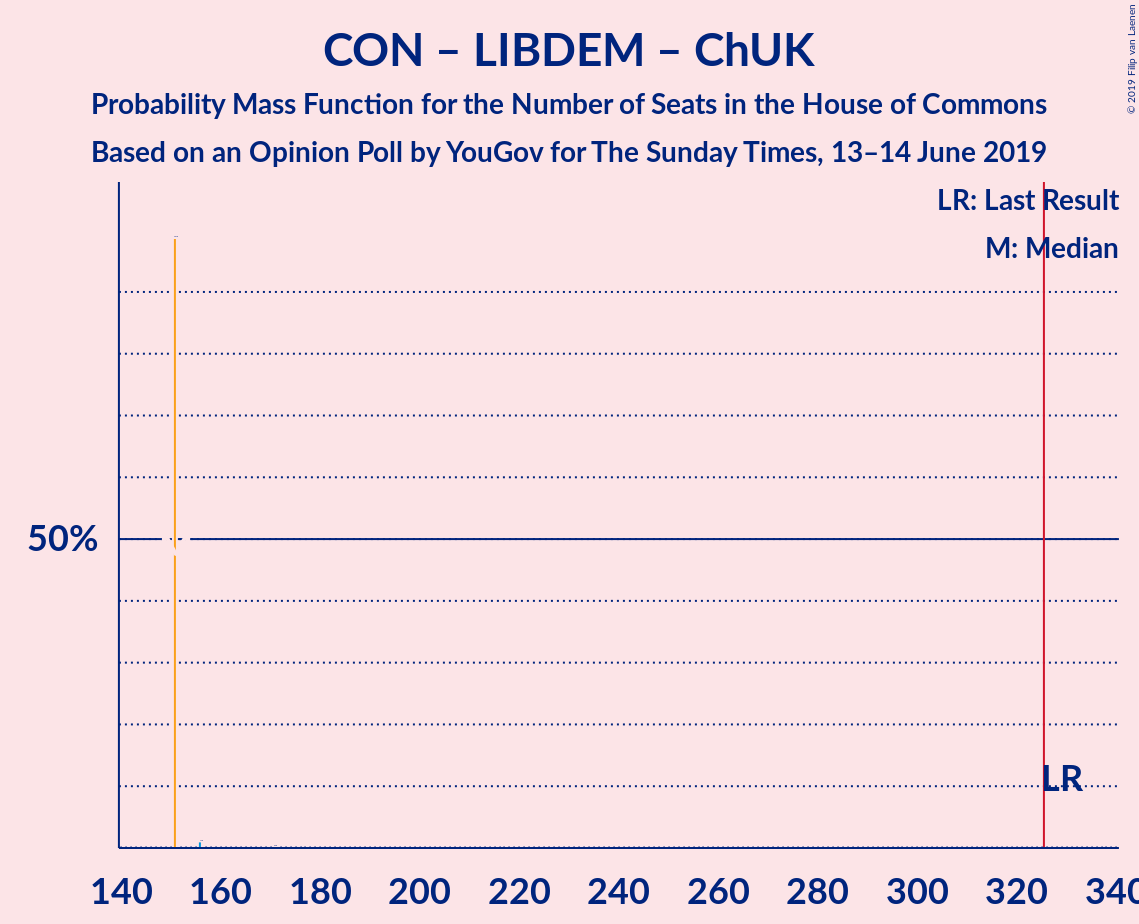 CON – LIBDEM – ChUK
Probability Mass Function for the Number of Seats in the House of Commons
Based on an Opinion Poll by YouGov for The Sunday Times, 13–14 June 2019
© 2019 Filip van Laenen
LR: Last Result
M: Median
50%
LR
140 160 180 200 220 240 260 280 300 320 340